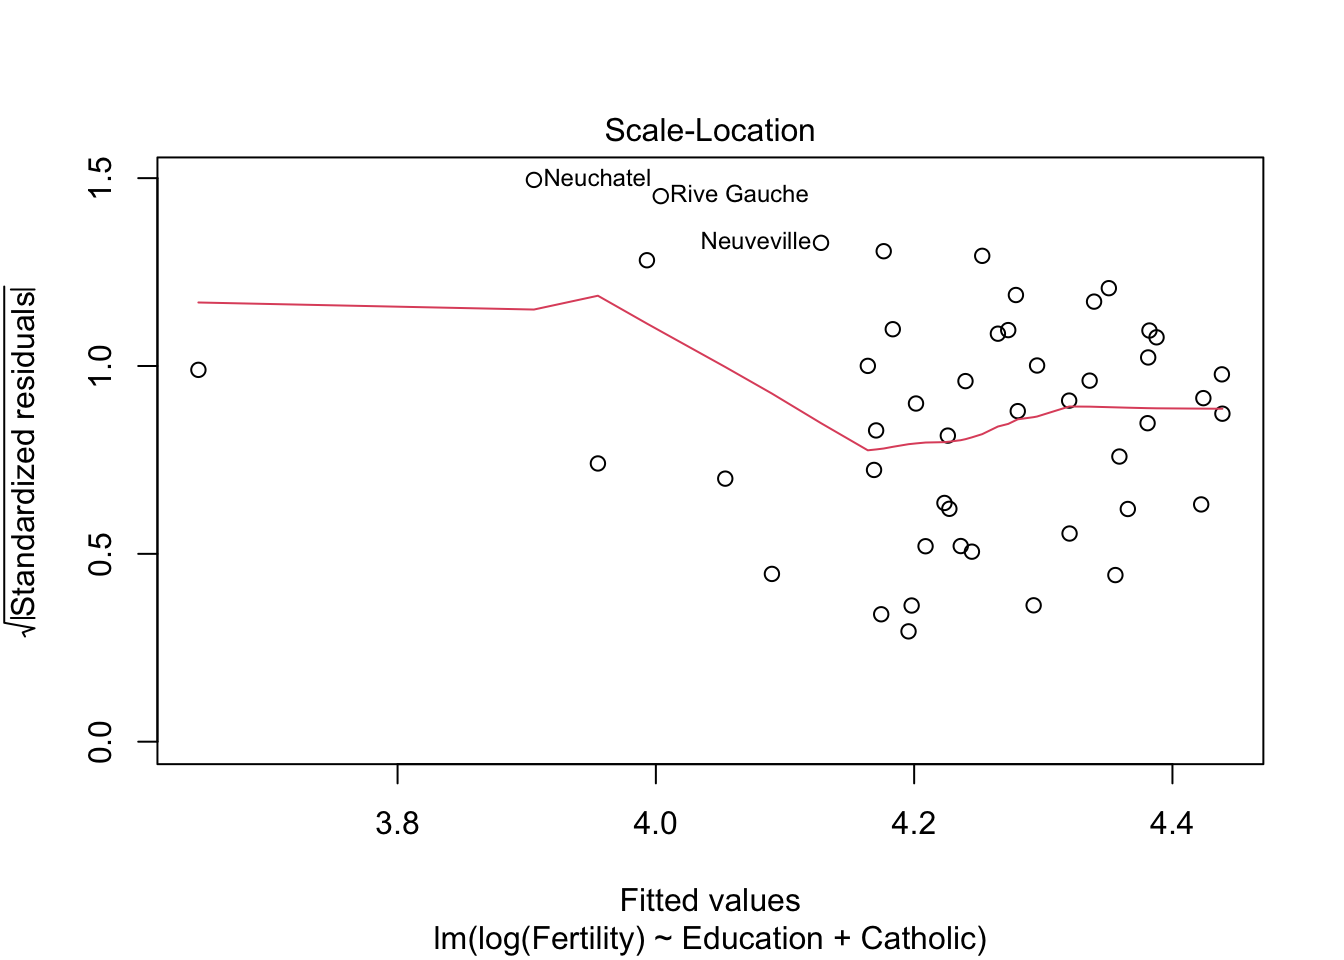 Scale-Location
√|Standardized residuals|
1.5
1.0
0.5
0.0
Neuchatel
Rive Gauche
Neuveville
3.8 4.0 4.2 4.4
Fitted values
lm(log(Fertility) ~ Education + Catholic)